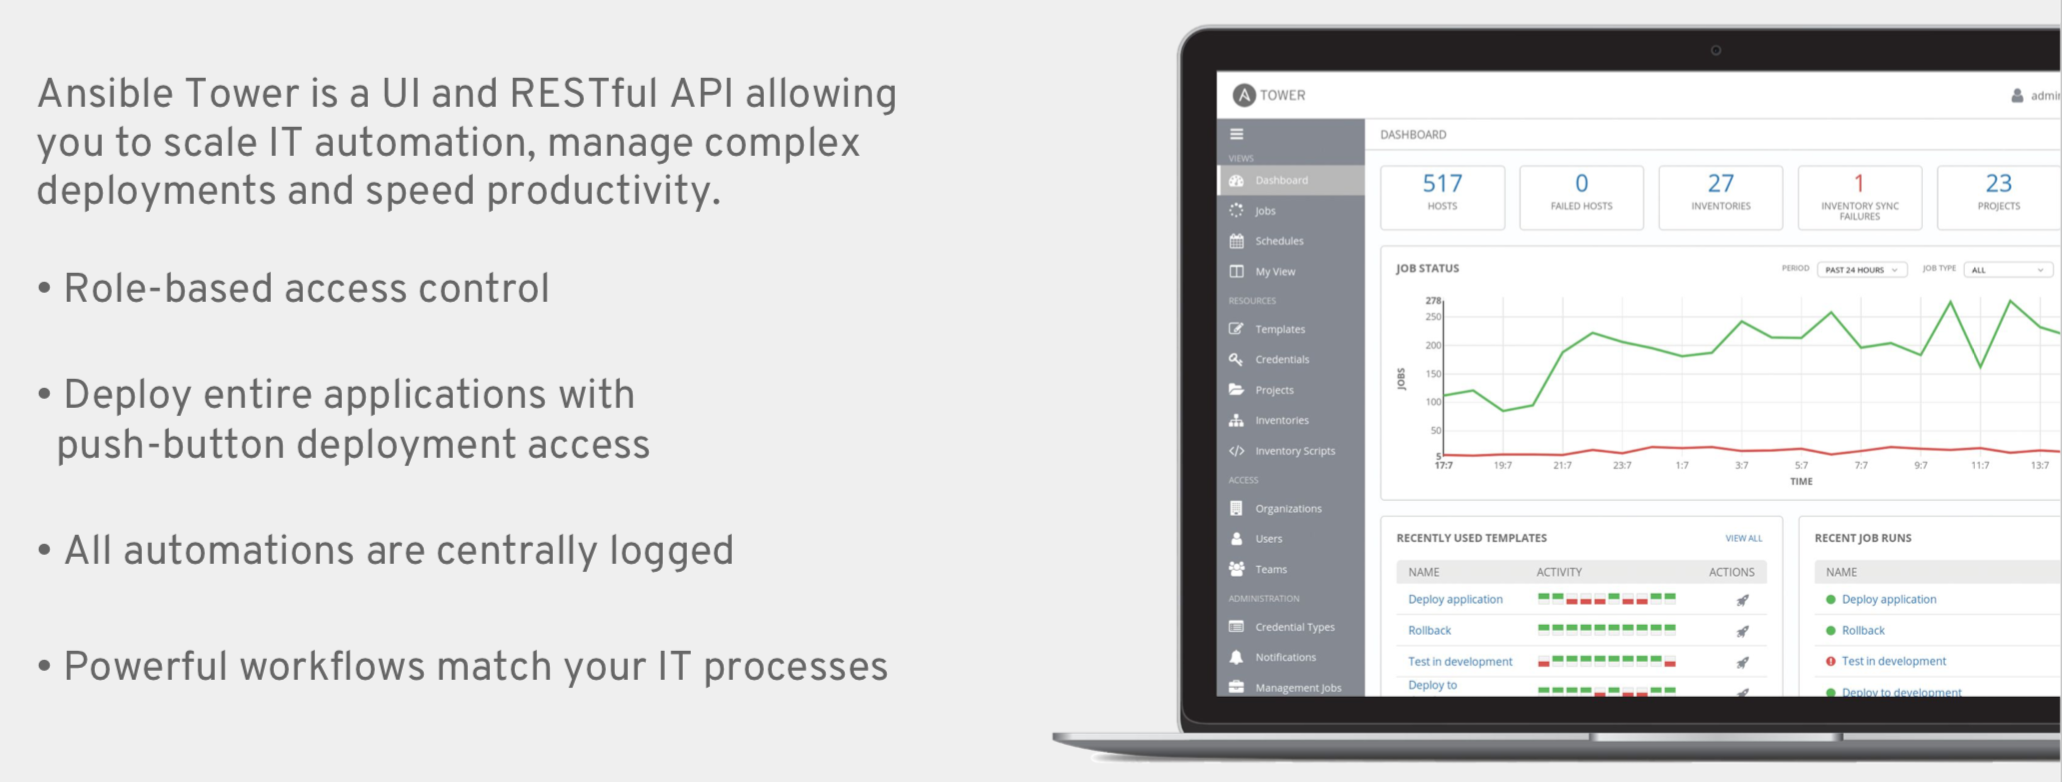 Ansible Tower is a UI and RESTful API allowing
you to scale IT automation, manage complex
deployments and speed productivity.
• Role-based access control
• Deploy entire applications with
push-button deployment access
• All automations are centrally logged
• Powerful workflows match your IT processes
A TOWER
admin
VIEWS
Dashboard
Jobs
Schedules
My View
RESOURCES
Templates
Credentials
Projects
Inventories
Inventory Scripts
ACCESS
Organizations
Users
Teams
ADMINISTRATION
Credential Types
Notifications
Management Jobs
DASHBOARD
517
HOSTS
0
FAILED HOSTS
27
INVENTORIES
1
INVENTORY SYNC
FAILURES
23
PROJECTS
JOB STATUS
PERIOD PAST 24 HOURS JOB TYPE ALL
JOBS
278
250
200
150
100
50
5
17:7 19:7 21:7 23:7 1:7 3:7 5:7 7:7 9:7 11:7 13:7
TIME
RECENTLY USED TEMPLATES VIEW ALL
NAME ACTIVITY ACTIONS
Deploy application
Rollback
Test in development
Deploy to
RECENT JOB RUNS
NAME
Deploy application
Rollback
Test in development
Deploy to development